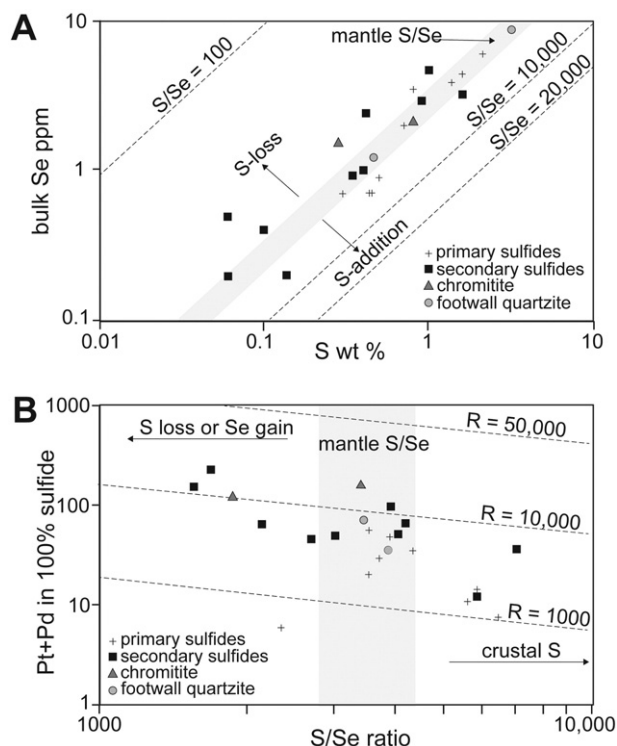 A
10
mantle S/Se
S/Se = 100
S/Se = 10,000
S/Se = 20,000
bulk Se ppm
1
S-loss
S-addition
primary sulfides
secondary sulfides
chromitite
footwall quartzite
0.1
0.01
0.1
1
10
S wt %
B
1000
R = 50,000
S loss or Se gain
mantle S/Se
Pt+Pd in 100% sulfide
100
R = 10,000
10
R = 1000
primary sulfides
secondary sulfides
chromitite
footwall quartzite
crustal S
1
1000
10,000
S/Se ratio